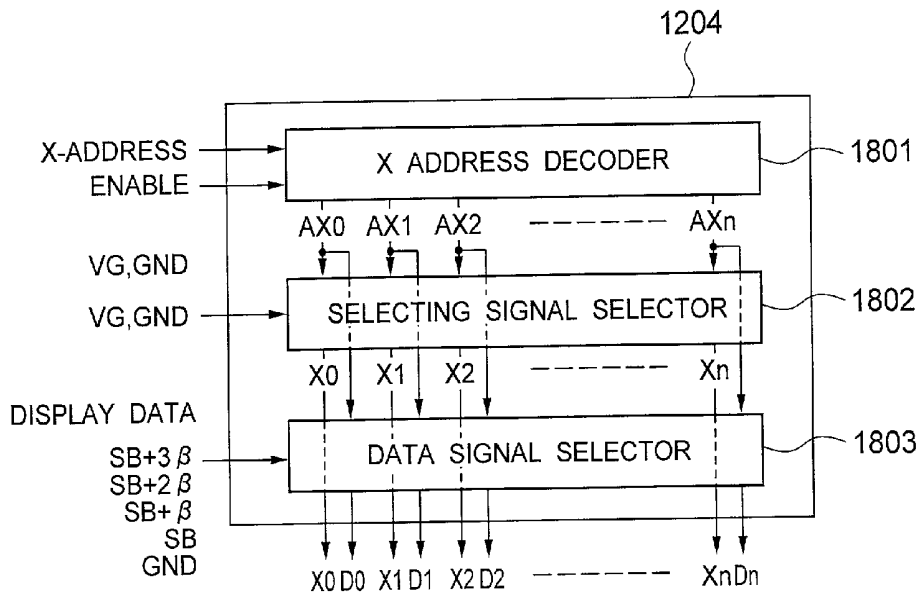 1204
X-ADDRESS
ENABLE
X ADDRESS DECODER
1801
AX0 AX1 AX2 AXn
VG,GND
VG,GND
SELECTING SIGNAL SELECTOR
1802
X0 X1 X2 Xn
DISPLAY DATA
SB+3β
SB+2β
SB+β
SB
GND
DATA SIGNAL SELECTOR
1803
X0 D0 X1 D1 X2 D2 Xn Dn